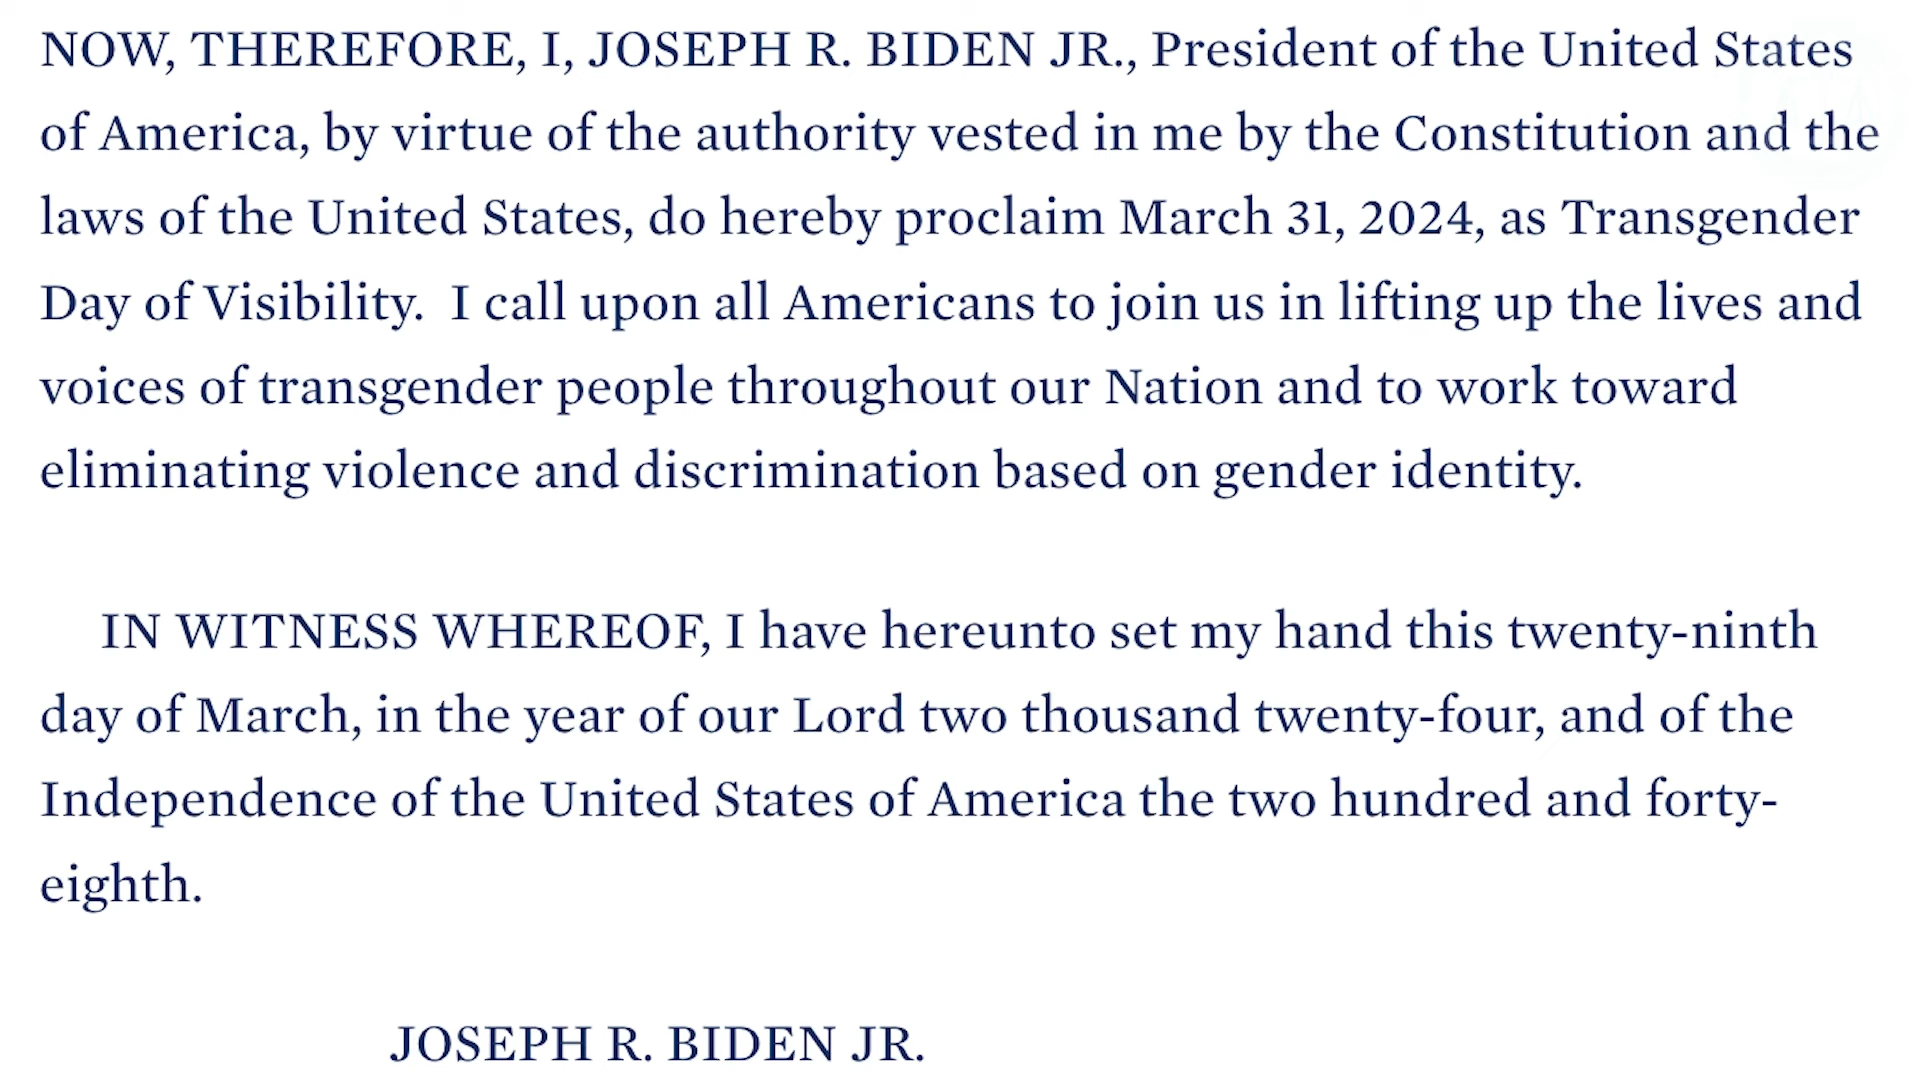 NOW, THEREFORE, I, JOSEPH R. BIDEN JR., President of the United States
of America, by virtue of the authority vested in me by the Constitution and the
laws of the United States, do hereby proclaim March 31, 2024, as Transgender
Day of Visibility.  I call upon all Americans to join us in lifting up the lives and
voices of transgender people throughout our Nation and to work toward
eliminating violence and discrimination based on gender identity.
IN WITNESS WHEREOF, I have hereunto set my hand this twenty-ninth
day of March, in the year of our Lord two thousand twenty-four, and of the
Independence of the United States of America the two hundred and forty-
eighth.
JOSEPH R. BIDEN JR.